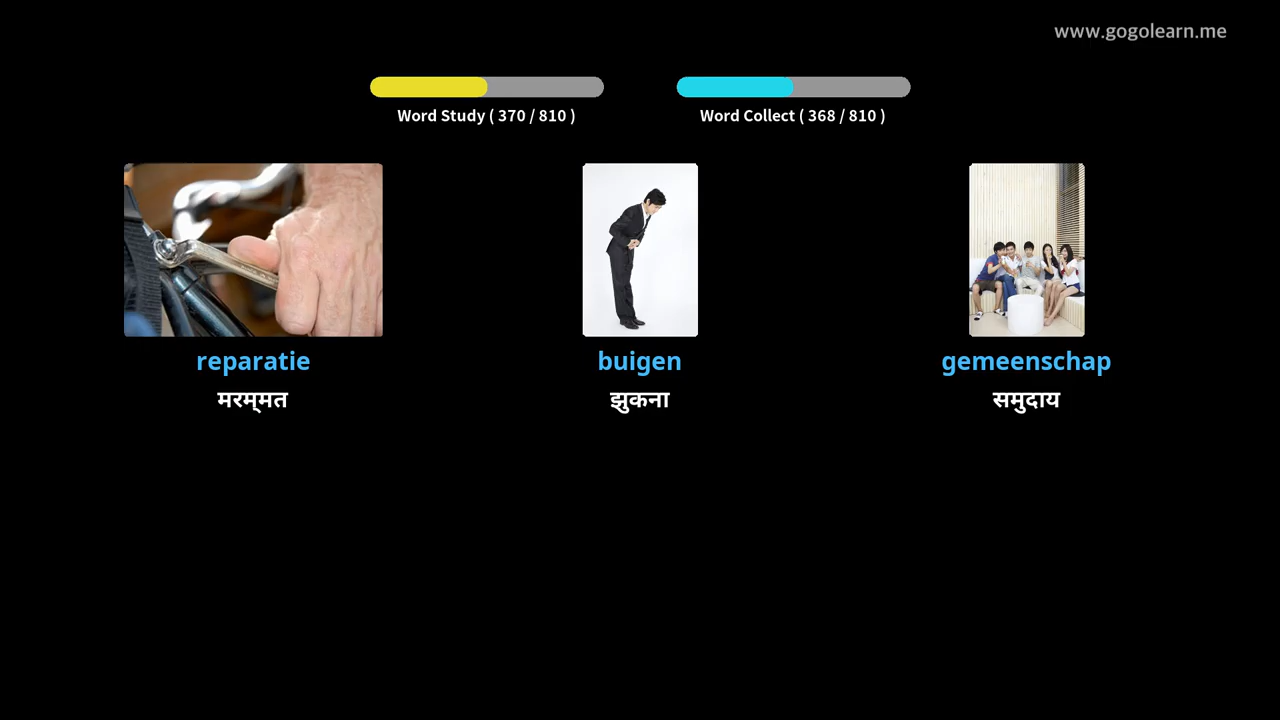 www.gogolearn.me
Word Study ( 370 / 810 )
Word Collect ( 368 / 810 )
reparatie
buigen
gemeenschap
मरम्मत
झुकना
समुदाय